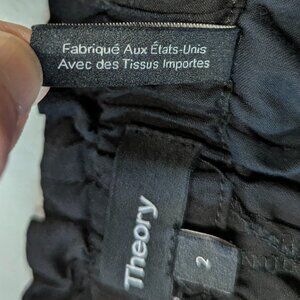 Fabriqué Aux États-Unis
Avec des Tissus Importes
Theory
2